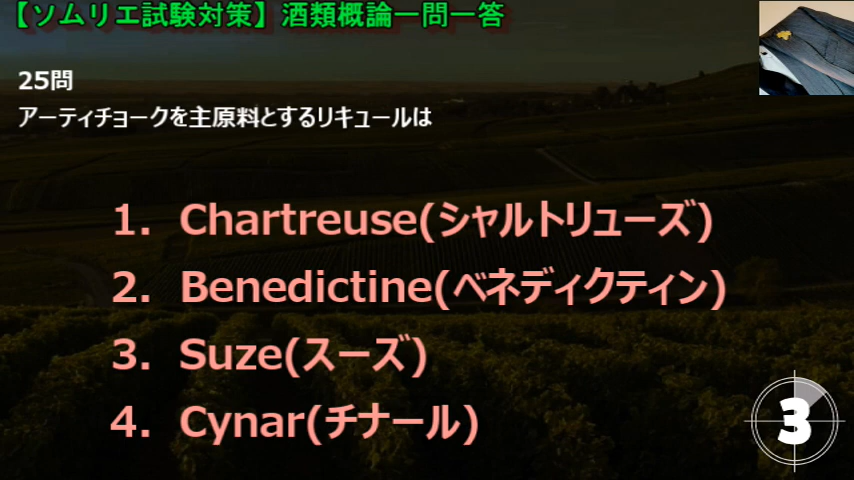 【ソムリエ試験対策】酒類概論一問一答
25問
アーティチョークを主原料とするリキュールは
1. Chartreuse(シャルトリューズ)
2. Benedictine(ベネディクティン)
3. Suze(スーズ)
4. Cynar(チナール)
3